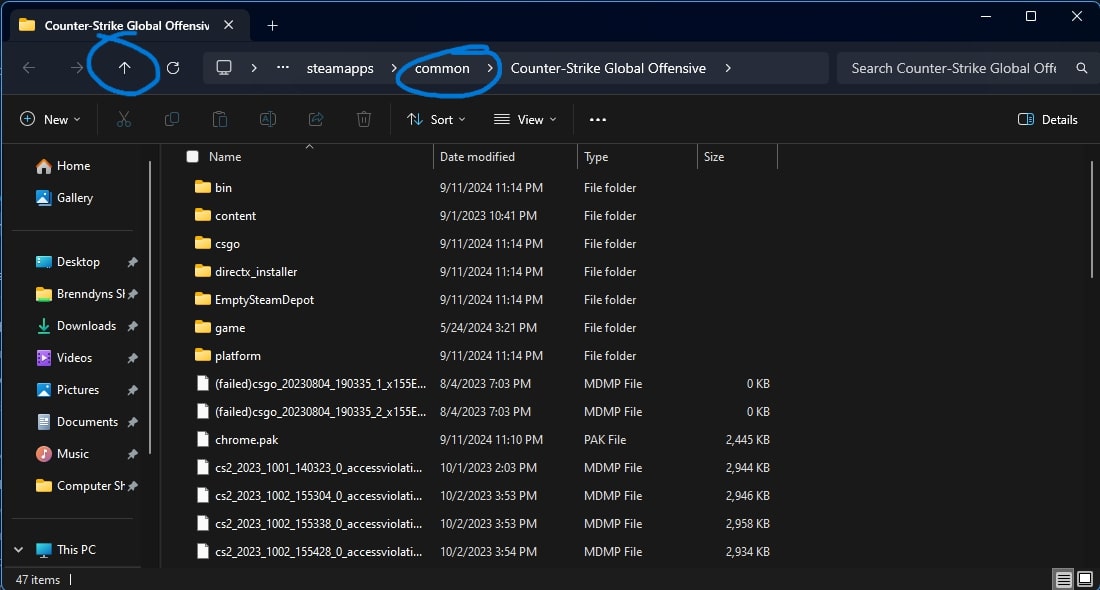 Counter-Strike Global Offensiv
steamapps common Counter-Strike Global Offensive Search Counter-Strike Global Offe
New Sort View Details
Name Date modified Type Size
Home
Gallery
Desktop
Brenndyns Sh
Downloads
Videos
Pictures
Documents
Music
Computer Sh
This PC
bin 9/11/2024 11:14 PM File folder
content 9/1/2023 10:41 PM File folder
csgo 9/11/2024 11:14 PM File folder
directx_installer 9/11/2024 11:14 PM File folder
EmptySteamDepot 9/11/2024 11:14 PM File folder
game 5/24/2024 3:21 PM File folder
platform 9/11/2024 11:14 PM File folder
(failed)csgo_20230804_190335_1_x155E... 8/4/2023 7:03 PM MDMP File 0 KB
(failed)csgo_20230804_190335_2_x155E... 8/4/2023 7:03 PM MDMP File 0 KB
chrome.pak 9/11/2024 11:10 PM PAK File 2,445 KB
cs2_2023_1001_140323_0_accessviolati... 10/1/2023 2:03 PM MDMP File 2,944 KB
cs2_2023_1002_155304_0_accessviolati... 10/2/2023 3:53 PM MDMP File 2,946 KB
cs2_2023_1002_155338_0_accessviolati... 10/2/2023 3:53 PM MDMP File 2,958 KB
cs2_2023_1002_155428_0_accessviolati... 10/2/2023 3:54 PM MDMP File 2,934 KB
47 items